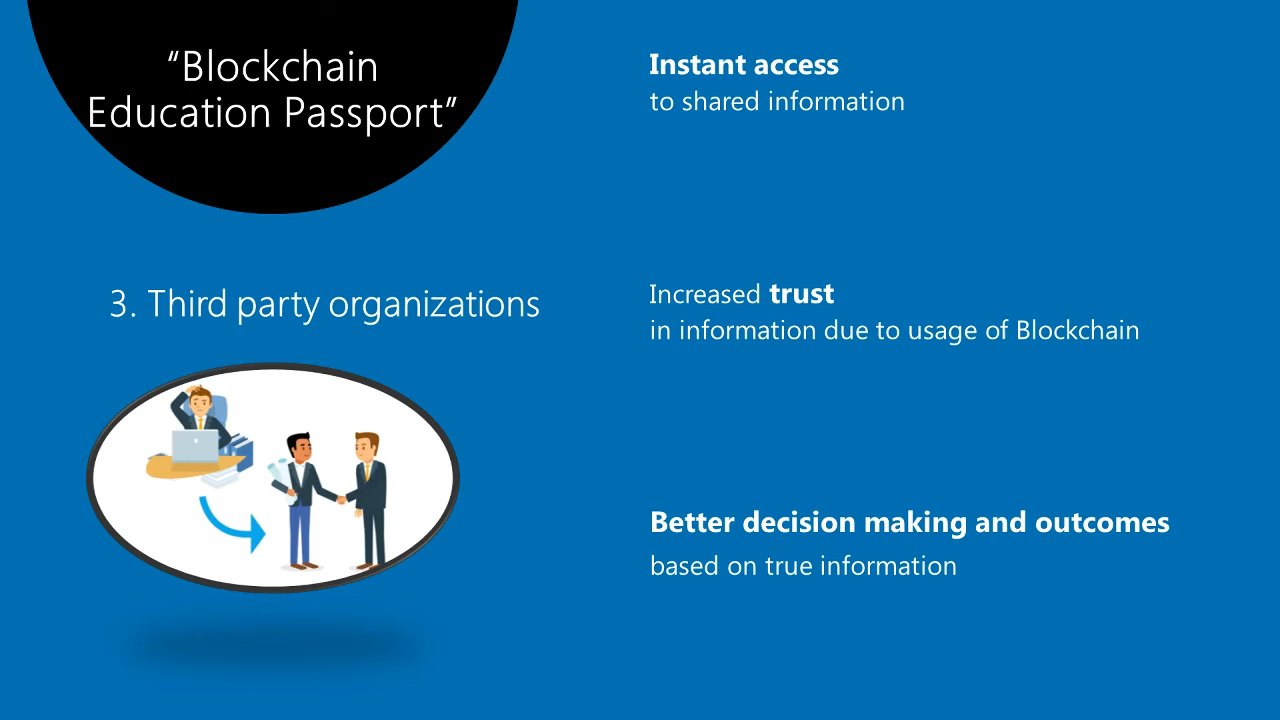 “Blockchain
Education Passport”
3. Third party organizations
Instant access
to shared information
Increased trust
in information due to usage of Blockchain
Better decision making and outcomes
based on true information